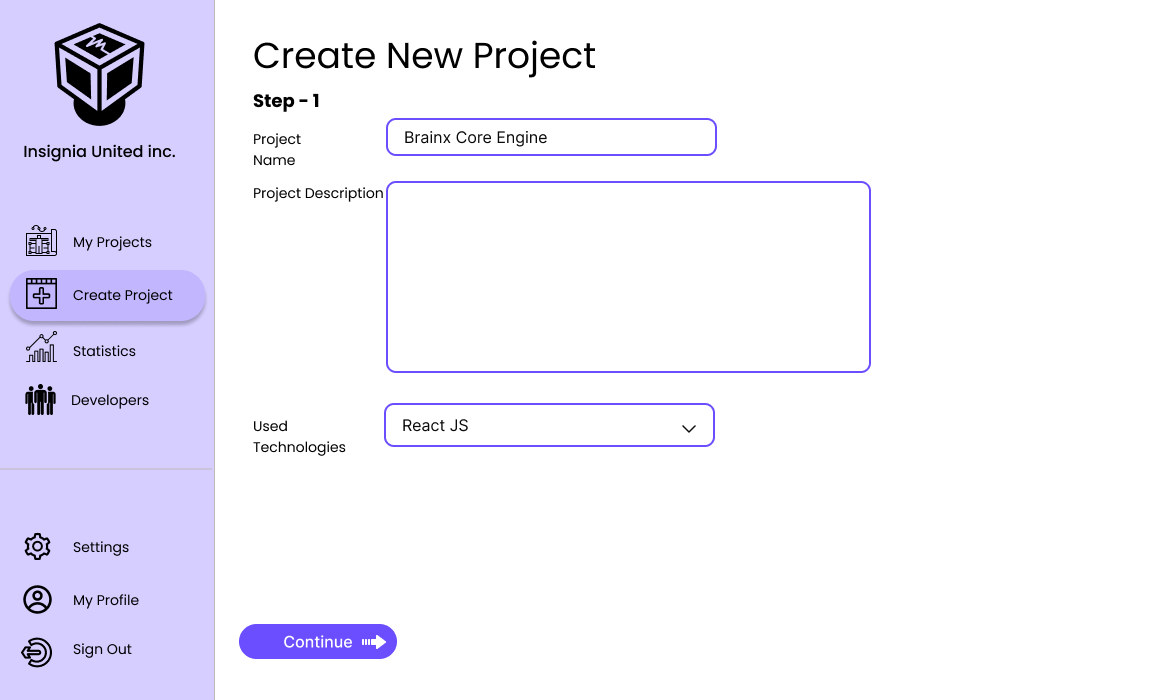 Insignia United inc.
My Projects
Create Project
Statistics
Developers
Settings
My Profile
Sign Out
Create New Project
Step - 1
Project
Name
Brainx Core Engine
Project Description
Used
Technologies
React JS
Continue